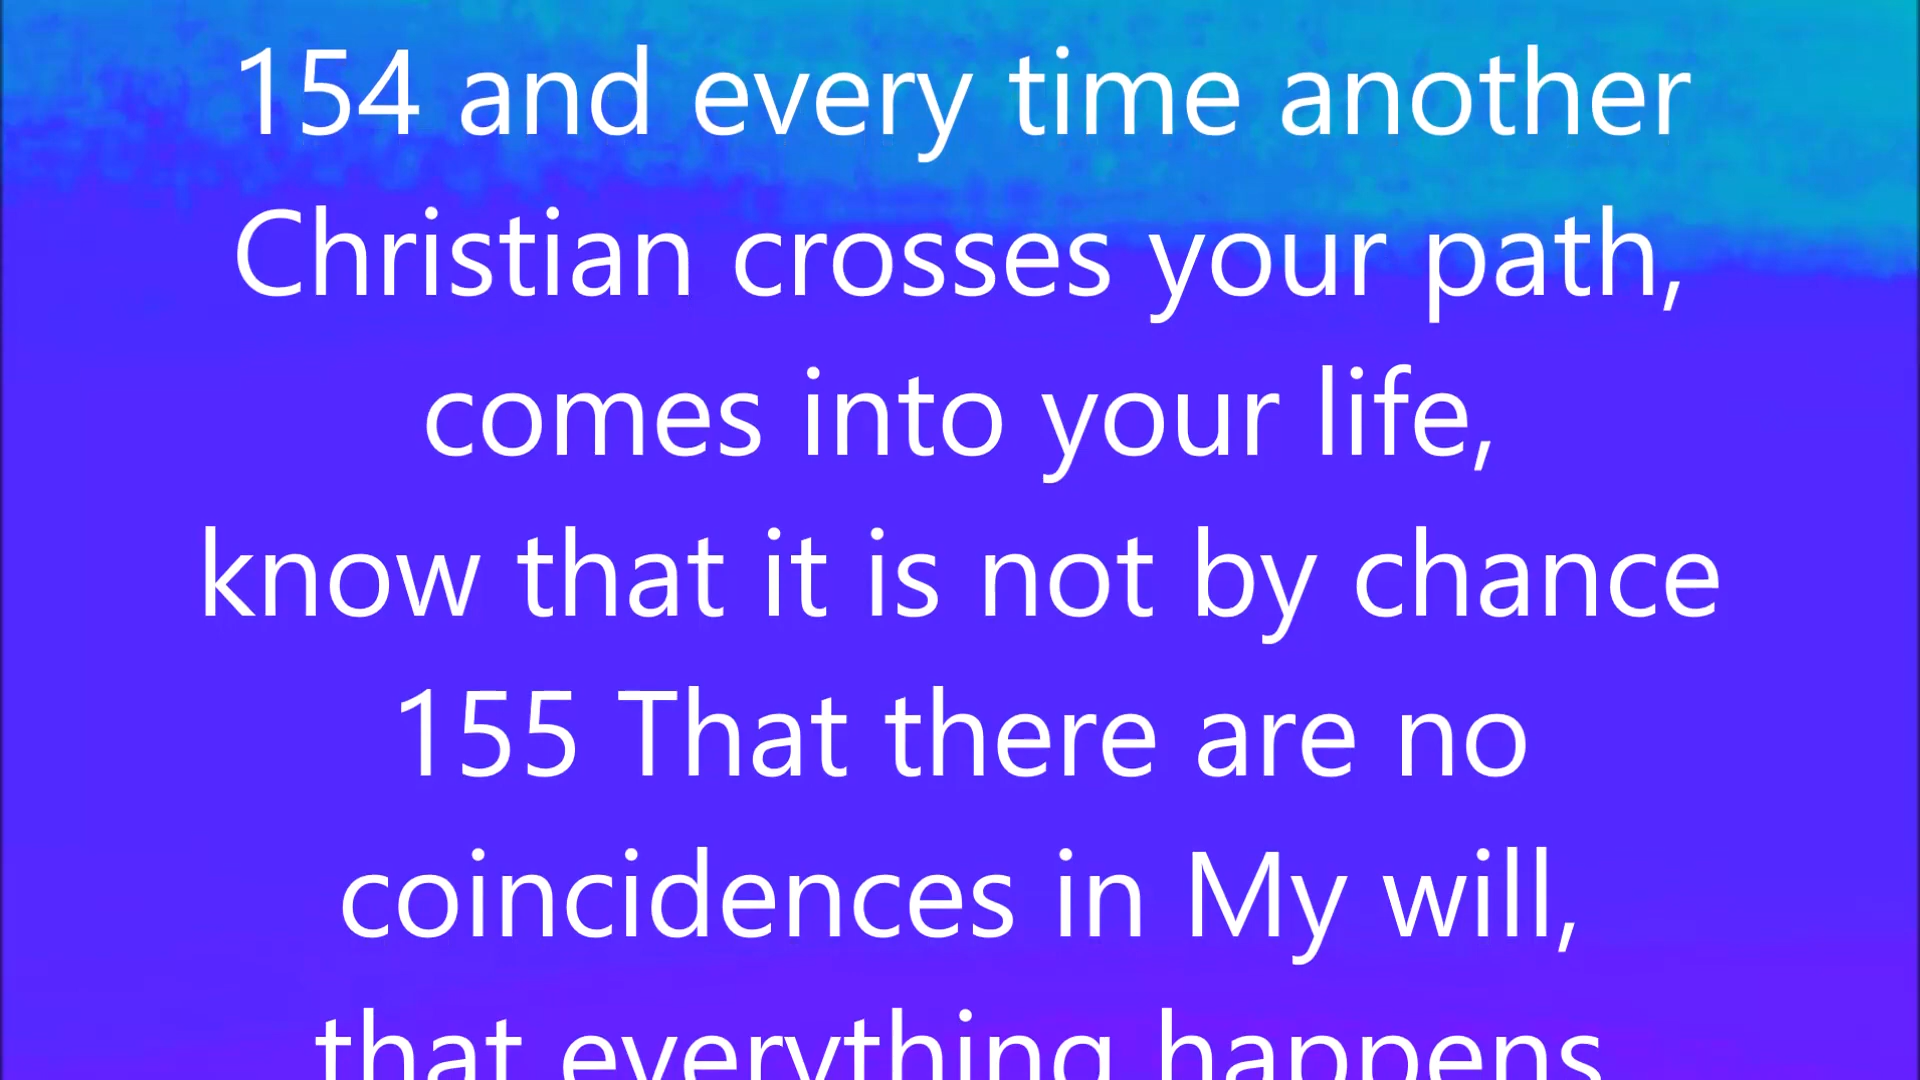 154 and every time another
Christian crosses your path,
comes into your life,
know that it is not by chance
155 That there are no
coincidences in My will,
that everything happens